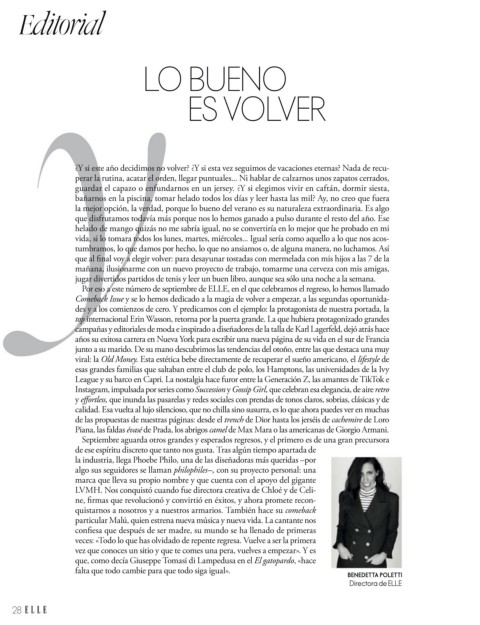 Editorial
LO BUENO
ES VOLVER
¿Y si este año decidimos no volver? ¿Y si esta vez seguimos de vacaciones eternas? Nada de recu-
perar la rutina, acatar el orden, llegar puntuales... Ni hablar de calzarnos unos zapatos cerrados,
guardar el capazo o enfundarnos en un jersey. ¿Y si elegimos vivir en caftán, dormir siesta,
bañarnos en la piscina, tomar helado todos los días y leer hasta las mil? Ay, no creo que fuera
la mejor opción, la verdad, porque lo bueno del verano es su naturaleza extraordinaria. Es algo
que disfrutamos todavía más porque nos lo hemos ganado a pulso durante el resto del año. Ese
helado de mango quizás no me sabría igual, no se convertiría en lo mejor que he probado en mi
vida, si lo tomara todos los lunes, martes, miércoles... Igual sería como aquello a lo que nos acos-
tumbramos, lo que damos por hecho, lo que no ansiamos o, de alguna manera, no luchamos. Así
que al final voy a elegir volver: para desayunar tostadas con mermelada con mis hijos a las 7 de la
mañana, ilusionarme con un nuevo proyecto de trabajo, tomarme una cerveza con mis amigas,
jugar divertidos partidos de tenis y leer un buen libro, aunque sea sólo una noche a la semana.
Por eso a este número de septiembre de ELLE, en el que celebramos el regreso, lo hemos llamado
Comeback Issue y se lo hemos dedicado a la magia de volver a empezar, a las segundas oportunida-
des y a los comienzos de cero. Y predicamos con el ejemplo: la protagonista de nuestra portada, la
top internacional Erin Wasson, retorna por la puerta grande. La que hubiera protagonizado grandes
campañas y editoriales de moda e inspirado a diseñadores de la talla de Karl Lagerfeld, dejó atrás hace
años su exitosa carrera en Nueva York para escribir una nueva página de su vida en el sur de Francia
junto a su marido. De su mano descubrimos las tendencias del otoño, entre las que destaca una muy
viral: la Old Money. Esta estética bebe directamente de recuperar el sueño americano, el lifestyle de
esas grandes familias que saltaban entre el club de polo, los Hamptons, las universidades de la Ivy
League y su barco en Capri. La nostalgia hace furor entre la Generación Z, las amantes de TikTok e
Instagram, impulsada por series como Succession y Gossip Girl, que celebran esa elegancia, de aire retro
y effortless, que inunda las pasarelas y redes sociales con prendas de tonos claros, sobrias, clásicas y de
calidad. Esa vuelta al lujo silencioso, que no chilla sino susurra, es lo que ahora puedes ver en muchas
de las propuestas de nuestras páginas: desde el trench de Dior hasta los jerséis de cachemire de Loro
Piana, las faldas évasé de Prada, los abrigos camel de Max Mara o las americanas de Giorgio Armani.
Septiembre aguarda otros grandes y esperados regresos, y el primero es de una gran precursora
de ese espíritu discreto que tanto nos gusta. Tras algún tiempo apartada de
la industria, llega Phoebe Philo, una de las diseñadoras más queridas –por
algo sus seguidores se llaman philophiles–, con su proyecto personal: una
marca que lleva su propio nombre y que cuenta con el apoyo del gigante
LVMH. Nos conquistó cuando fue directora creativa de Chloé y de Celi-
ne, firmas que revolucionó y convirtió en éxitos, y ahora promete recon-
quistarnos a nosotros y a nuestros armarios. También hace su comeback
particular Malú, quien estrena nueva música y nueva vida. La cantante nos
confiesa que después de ser madre, su mundo se ha llenado de primeras
veces: «Todo lo que has olvidado de repente regresa. Vuelve a ser la primera
vez que conoces un sitio y que te comes una pera, vuelves a empezar». Y es
que, como decía Giuseppe Tomasi di Lampedusa en el El gatopardo, «hace
falta que todo cambie para que todo siga igual».
BENEDETTA POLETTI
Directora de ELLE
28 ELLE